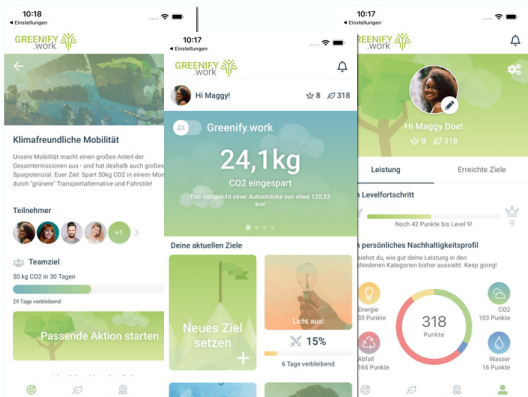 10:18
Einstellungen
GREENIFY
.work
Klimafreundliche Mobilität
Unsere Mobilität macht einen großen Anteil der
Gesamtemissionen aus - und hat deshalb auch großes
Sparpotenzial. Euer Ziel: Spart 50kg CO2 in einem Mon
durch "grünere" Transportalternative und Fahrstile!
Teilnehmer
+1
Teamziel
50 kg CO2 in 30 Tagen
29 Tage verbleibend
Passende Aktion starten
10:17
Einstellungen
GREENIFY
.work
Hi Maggy!
8
318
Greenify.work
24,1kg
CO2 eingespart
Das entspricht einer Autostrecke von etwa 120,53
km!
Deine aktuellen Ziele
Neues Ziel
setzen
+
Licht aus!
15%
6 Tage verbleibend
10:17
Einstellungen
GREENIFY
.work
Hi Maggy Doe!
8
318
Leistung
Erreichte Ziele
n Levelfortschritt
Noch 42 Punkte bis Level 9!
9
n persönliches Nachhaltigkeitsprofil
siehst du, wie gut deine Leistung in den
schiedenen Kategorien bisher aussieht. Keep going!
Energie
33 Punkte
CO2
103 Punkte
318
Punkte
Abfall
166 Punkte
Wasser
16 Punkte